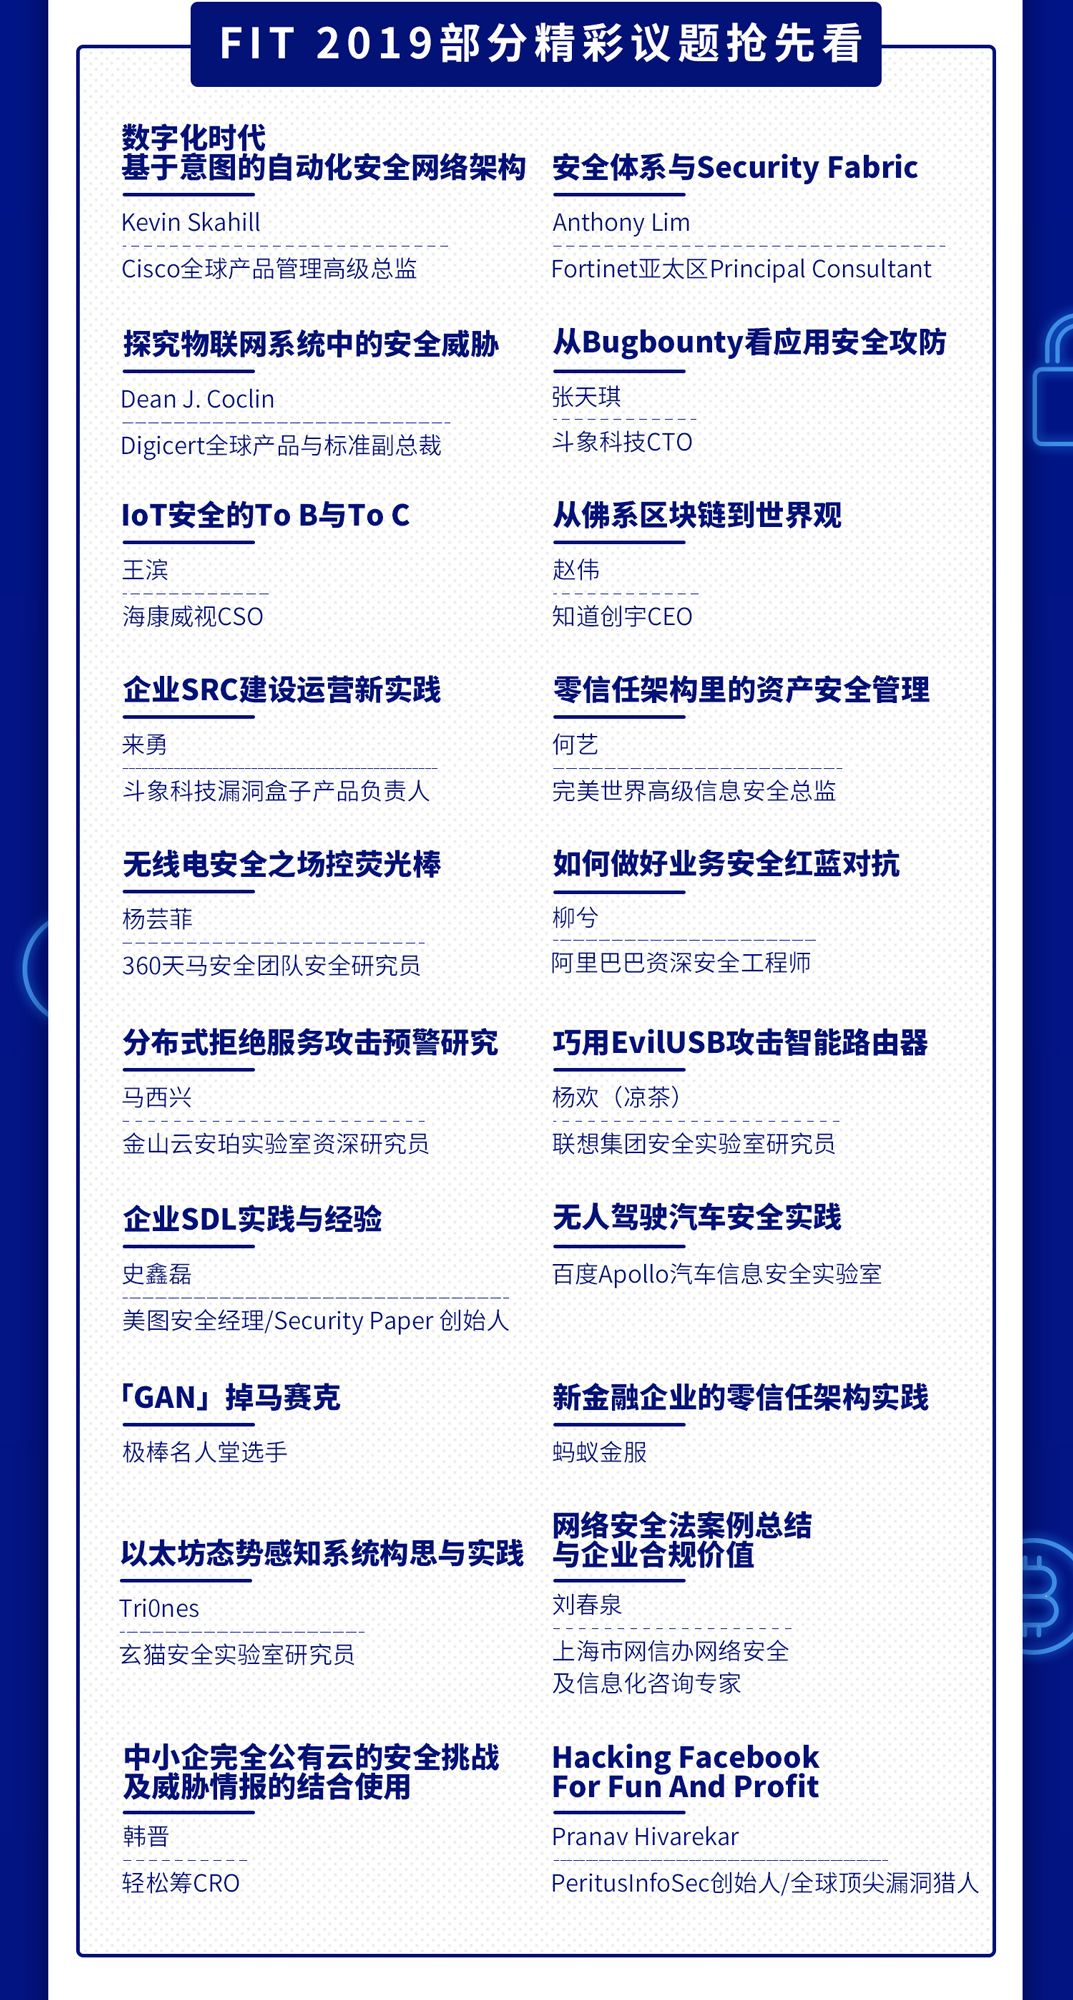 FIT 2019部分精彩议题抢先看
数字化时代
基于意图的自动化安全网络架构
Kevin Skahill
Cisco全球产品管理高级总监
安全体系与Security Fabric
Anthony Lim
Fortinet亚太区Principal Consultant
探究物联网系统中的安全威胁
Dean J. Coclin
Digicert全球产品与标准副总裁
从Bugbounty看应用安全攻防
张天琪
斗象科技CTO
IoT安全的To B与To C
王滨
海康威视CSO
从佛系区块链到世界观
赵伟
知道创宇CEO
企业SRC建设运营新实践
来勇
斗象科技漏洞盒子产品负责人
零信任架构里的资产安全管理
何艺
完美世界高级信息安全总监
无线电安全之场控荧光棒
杨芸菲
360天马安全团队安全研究员
如何做好业务安全红蓝对抗
柳兮
阿里巴巴资深安全工程师
分布式拒绝服务攻击预警研究
马西兴
金山云安珀实验室资深研究员
巧用EvilUSB攻击智能路由器
杨欢（凉茶）
联想集团安全实验室研究员
企业SDL实践与经验
史鑫磊
美图安全经理/Security Paper 创始人
无人驾驶汽车安全实践
百度Apollo汽车信息安全实验室
「GAN」掉马赛克
极棒名人堂选手
新金融企业的零信任架构实践
蚂蚁金服
以太坊态势感知系统构思与实践
Tri0nes
玄猫安全实验室研究员
网络安全法案例总结
与企业合规价值
刘春泉
上海市网信办网络安全
及信息化咨询专家
中小企完全公有云的安全挑战
及威胁情报的结合使用
韩晋
轻松筹CRO
Hacking Facebook
For Fun And Profit
Pranav Hivarekar
PeritusInfoSec创始人/全球顶尖漏洞猎人